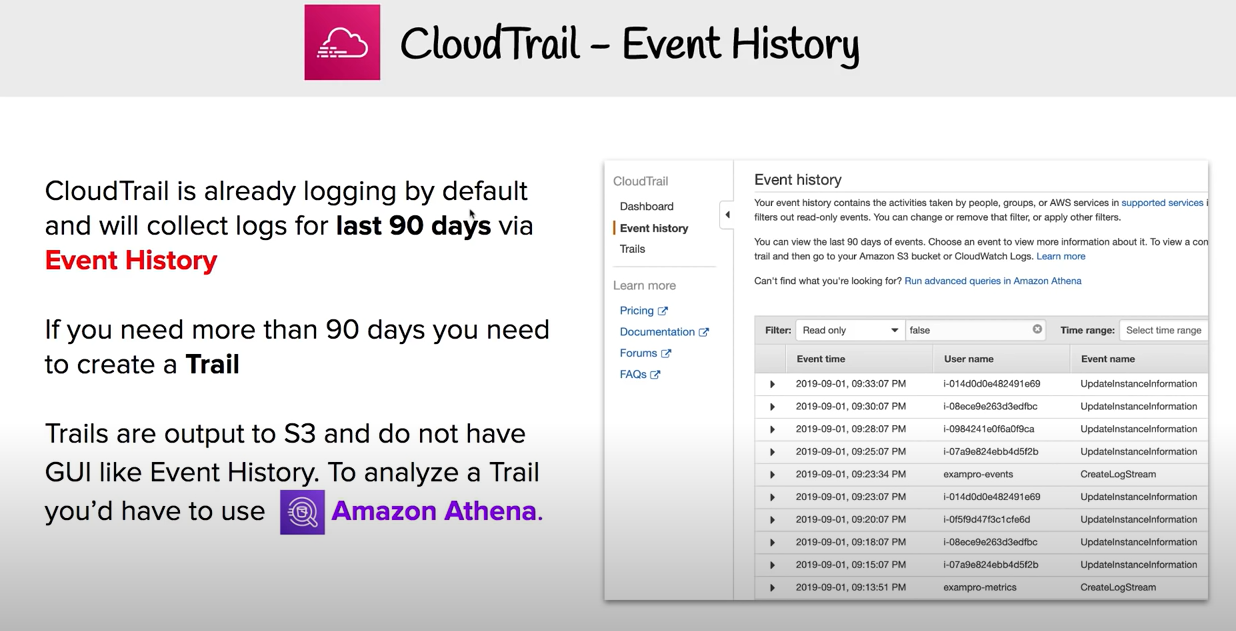 CloudTrail – Event History
CloudTrail is already logging by default
and will collect logs for last 90 days via
Event History
If you need more than 90 days you need
to create a Trail
Trails are output to S3 and do not have
GUI like Event History. To analyze a Trail
you'd have to use Amazon Athena.
CloudTrail
Dashboard
Event history
Trails
Learn more
Pricing
Documentation
Forums
FAQs
Event history
Your event history contains the activities taken by people, groups, or AWS services in supported services i
filters out read-only events. You can change or remove that filter, or apply other filters.
You can view the last 90 days of events. Choose an event to view more information about it. To view a con
trail and then go to your Amazon S3 bucket or CloudWatch Logs. Learn more
Can't find what you're looking for? Run advanced queries in Amazon Athena
Filter: Read only false Time range: Select time range
Event time User name Event name
2019-09-01, 09:33:07 PM i-014d0d0e482491e69 UpdateInstanceInformation
2019-09-01, 09:30:07 PM i-08ece9e263d3edfbc UpdateInstanceInformation
2019-09-01, 09:28:07 PM i-0984241e0f6a0f9ca UpdateInstanceInformation
2019-09-01, 09:25:07 PM i-07a9e824ebb4d5f2b UpdateInstanceInformation
2019-09-01, 09:23:34 PM exampro-events CreateLogStream
2019-09-01, 09:23:07 PM i-014d0d0e482491e69 UpdateInstanceInformation
2019-09-01, 09:20:07 PM i-0f5f9d47f3c1cfe6d UpdateInstanceInformation
2019-09-01, 09:18:07 PM i-08ece9e263d3edfbc UpdateInstanceInformation
2019-09-01, 09:15:07 PM i-07a9e824ebb4d5f2b UpdateInstanceInformation
2019-09-01, 09:13:51 PM exampro-metrics CreateLogStream